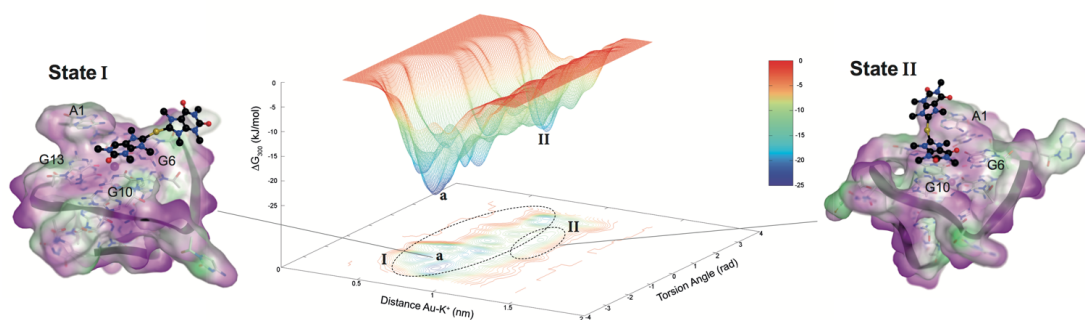 State I
A1
G13
G6
G10
0
-5
-10
-15
-20
-25
ΔG300 (kJ/mol)
II
a
I
a
II
0
0.5
1
1.5
2
Distance Au-K+ (nm)
-4
-3
-2
-1
0
1
2
3
4
Torsion Angle (rad)
0
-5
-10
-15
-20
-25
State II
A1
G6
G10